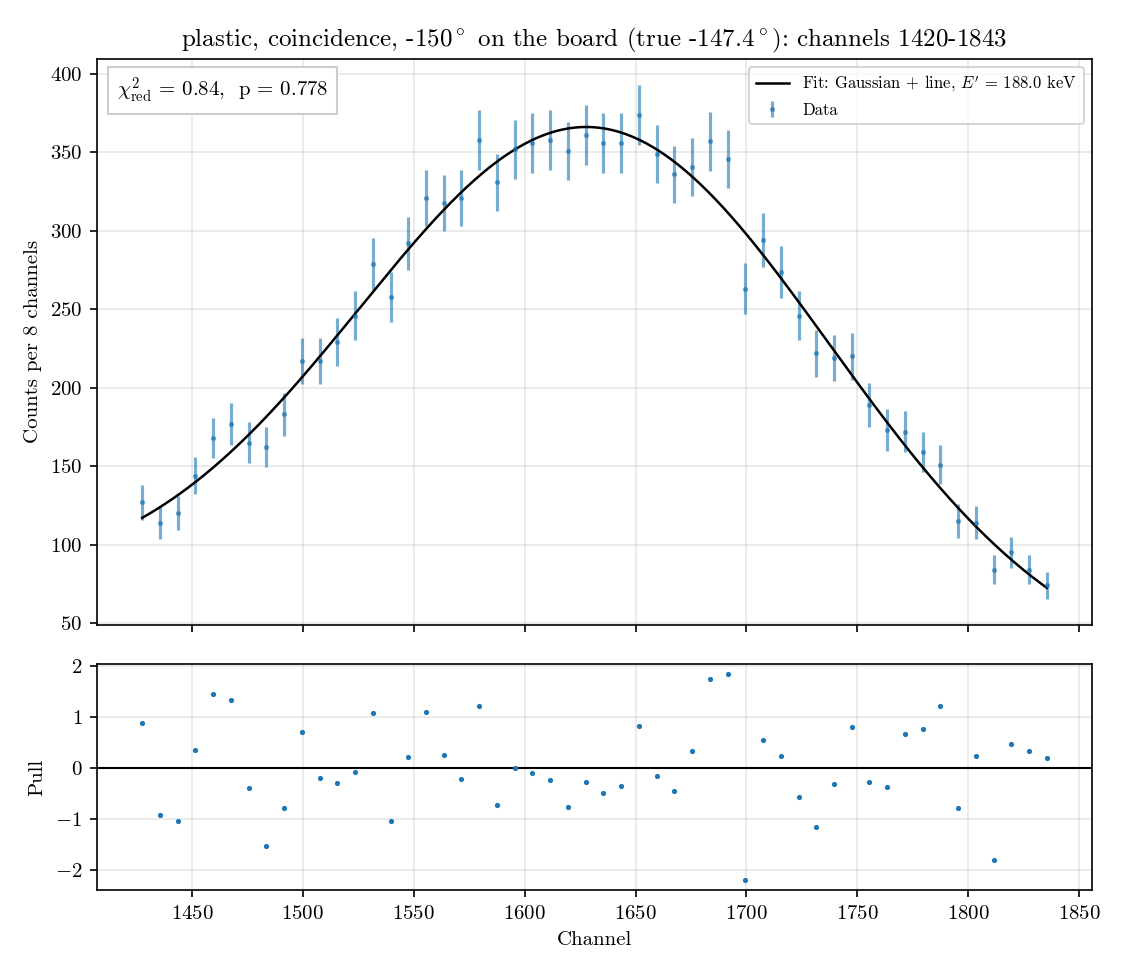 plastic, coincidence, -150° on the board (true -147.4°): channels 1420-1843
χ²red = 0.84, p = 0.778
Fit: Gaussian + line, E′ = 188.0 keV
Data
Counts per 8 channels
400
350
300
250
200
150
100
50
Pull
2
1
0
−1
−2
1450 1500 1550 1600 1650 1700 1750 1800 1850
Channel